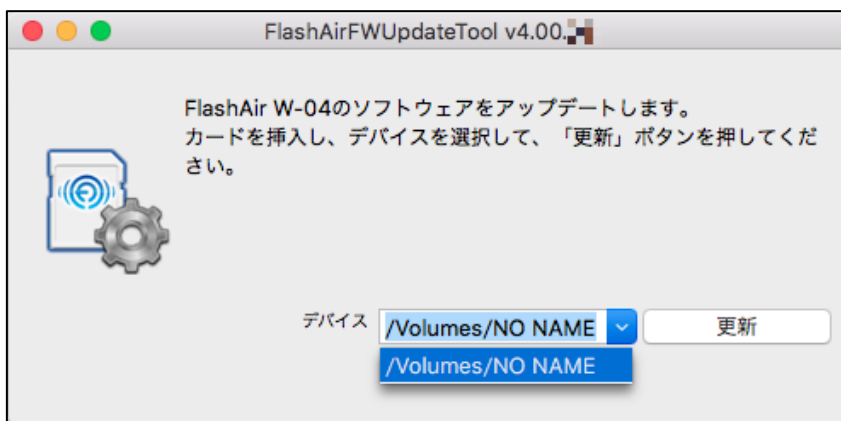 FlashAirFWUpdateTool v4.00.
FlashAir W-04のソフトウェアをアップデートします。
カードを挿入し、デバイスを選択して、「更新」ボタンを押してくだ
さい。
デバイス /Volumes/NO NAME 更新
/Volumes/NO NAME